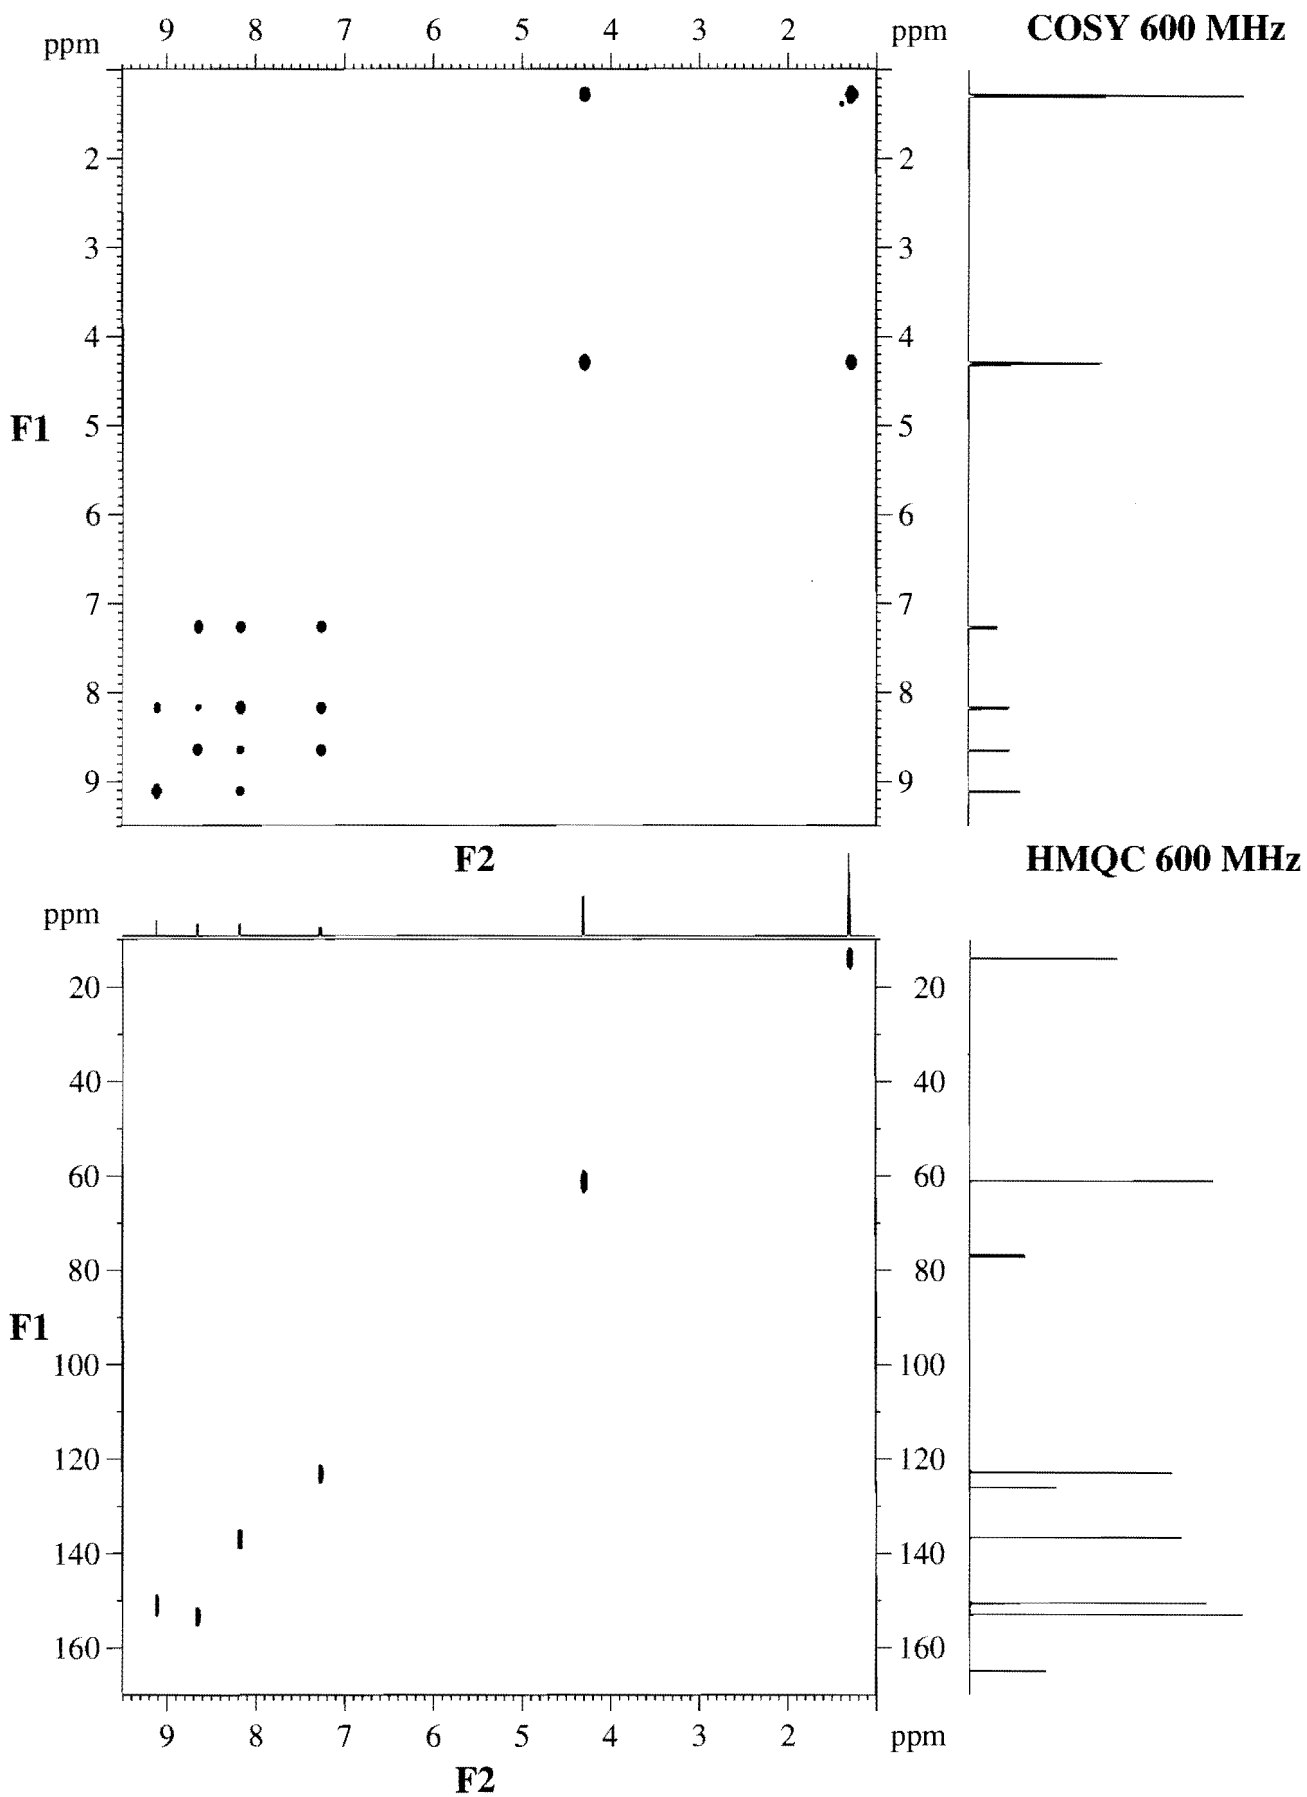 ppm 9 8 7 6 5 4 3 2 ppm COSY 600 MHz
2 2
3 3
4 4
F1 5 5
6 6
7 7
8 8
9 9
F2 HMQC 600 MHz
ppm
20 20
40 40
60 60
80 80
F1
100 100
120 120
140 140
160 160
9 8 7 6 5 4 3 2 ppm
F2